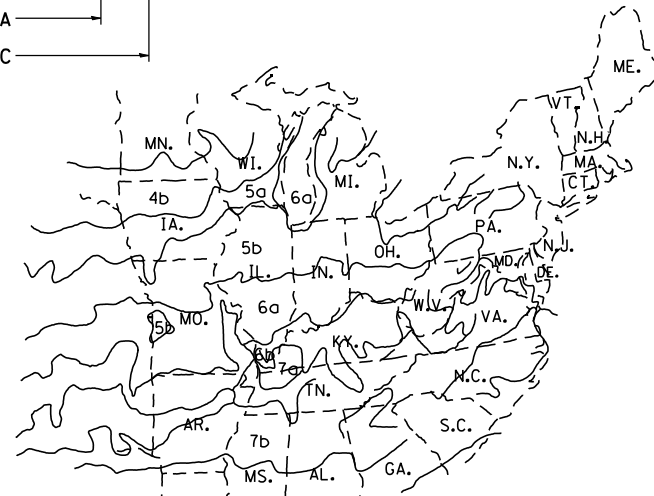 A
C
ME.
VT.
N.H.
MN.
WI.
N.Y.
MA.
CT.
MI.
4b
5a
6a
IA.
PA.
5b
OH.
N.J.
IL.
IN.
MD.
DE.
6a
W.V.
MO.
5b
VA.
KY.
6b
7a
N.C.
TN.
AR.
S.C.
7b
MS.
AL.
GA.